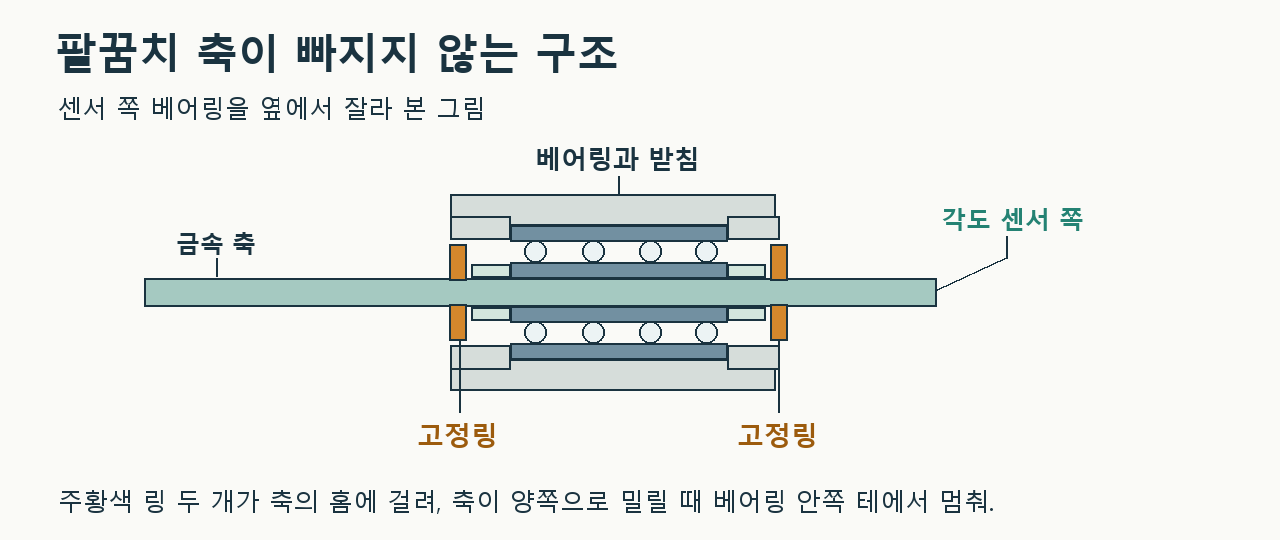 팔꿈치 축이 빠지지 않는 구조
센서 쪽 베어링을 옆에서 잘라 본 그림
베어링과 받침
각도 센서 쪽
금속 축
고정링
고정링
주황색 링 두 개가 축의 홈에 걸려, 축이 양쪽으로 밀릴 때 베어링 안쪽 테에서 멈춰.